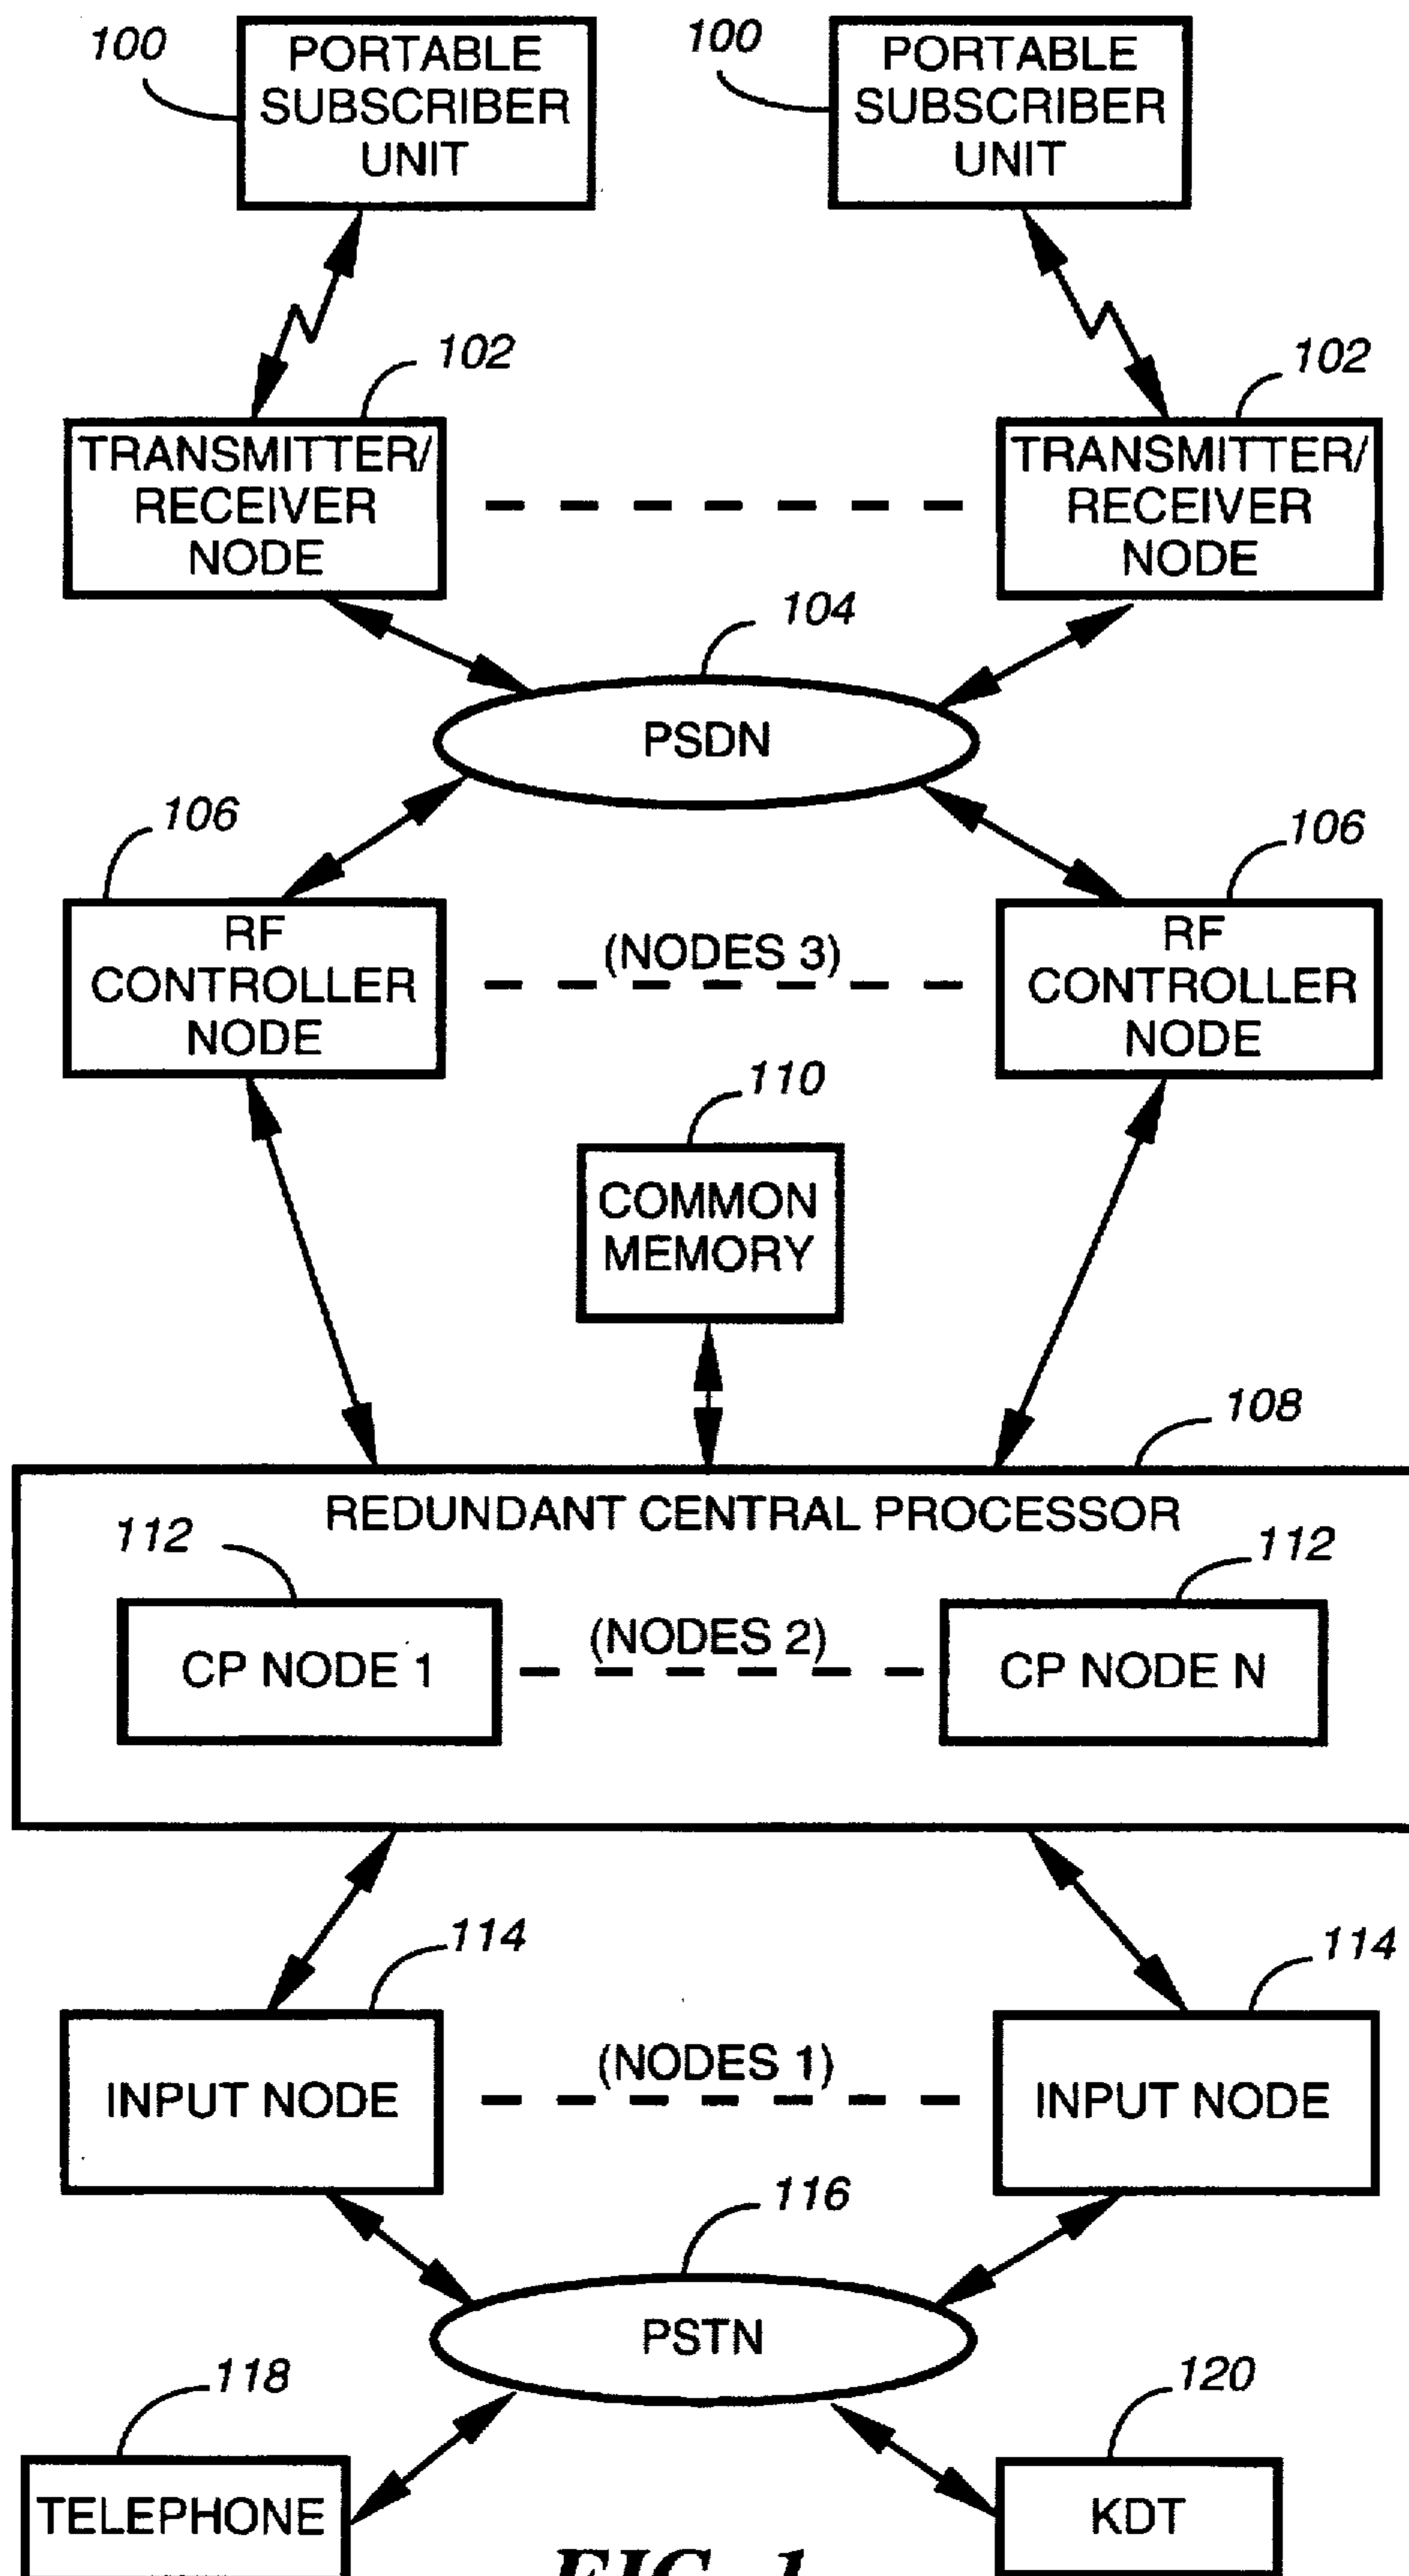 100
100
PORTABLE
SUBSCRIBER
UNIT
PORTABLE
SUBSCRIBER
UNIT
102
102
TRANSMITTER/
RECEIVER
NODE
TRANSMITTER/
RECEIVER
NODE
104
PSDN
106
106
RF
CONTROLLER
NODE
(NODES 3)
RF
CONTROLLER
NODE
110
COMMON
MEMORY
108
REDUNDANT CENTRAL PROCESSOR
112
112
CP NODE 1
(NODES 2)
CP NODE N
114
114
INPUT NODE
(NODES 1)
INPUT NODE
116
PSTN
118
120
TELEPHONE
KDT
FIG. 1